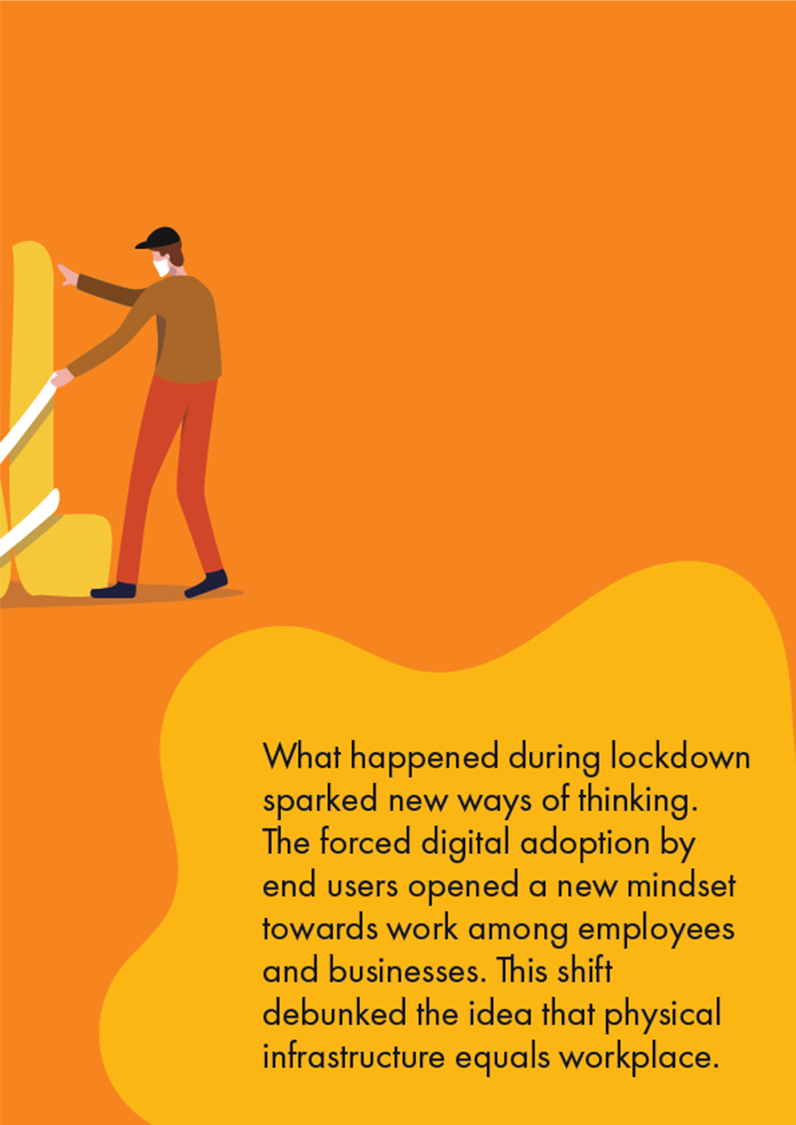 What happened during lockdown
sparked new ways of thinking.
The forced digital adoption by
end users opened a new mindset
towards work among employees
and businesses. This shift
debunked the idea that physical
infrastructure equals workplace.